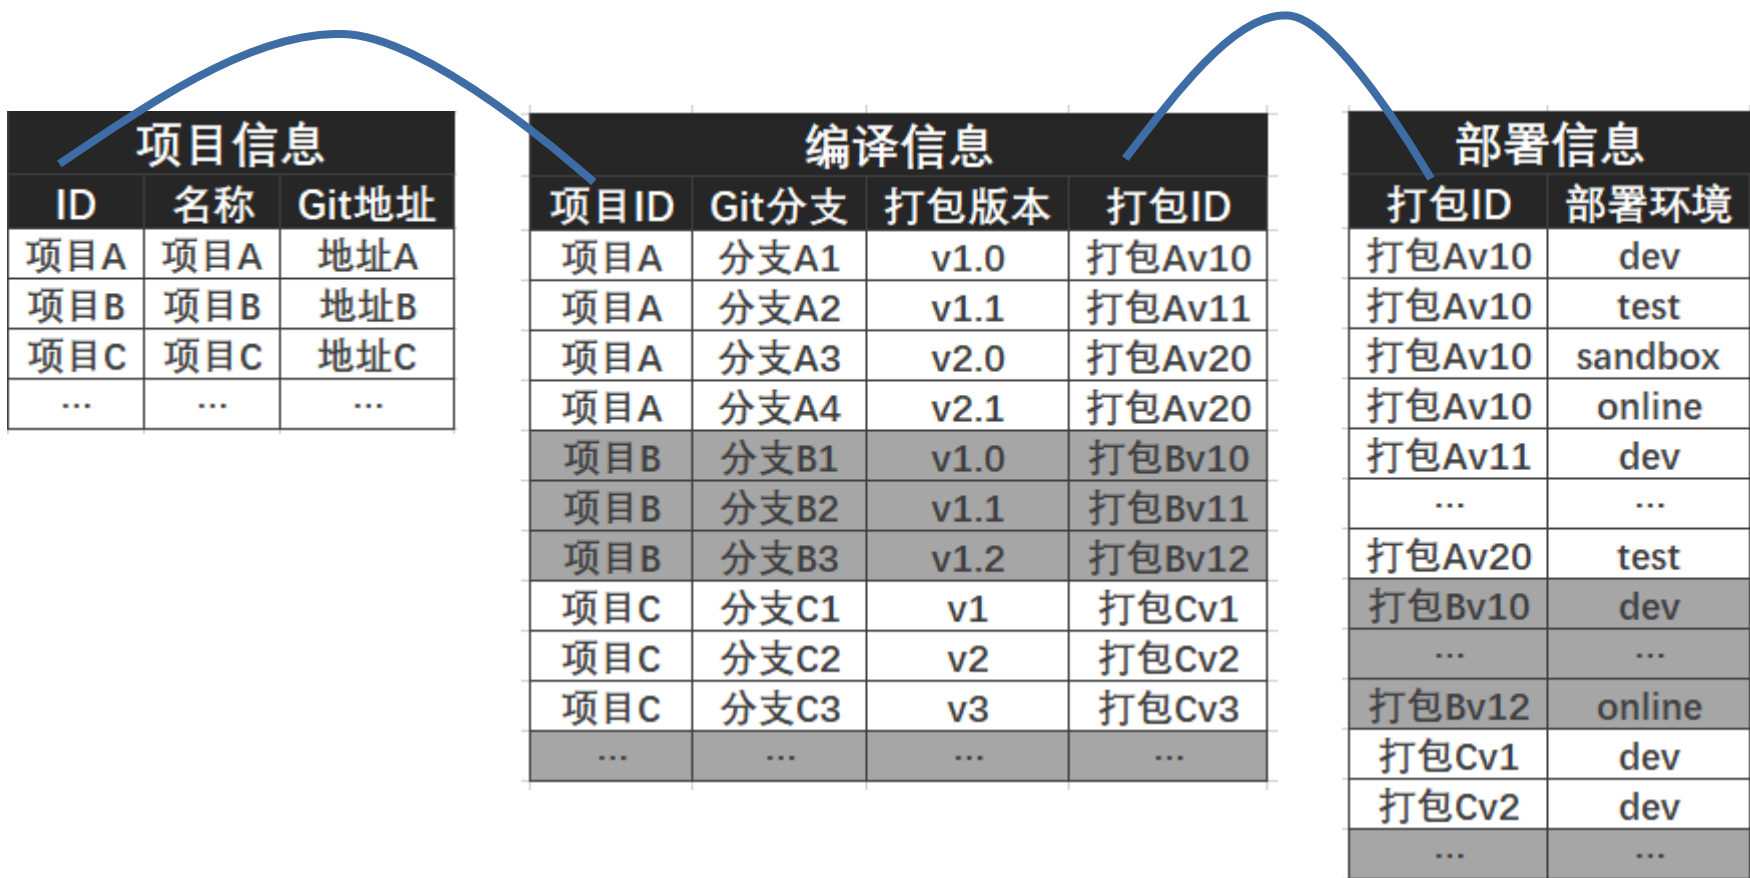 项目信息
ID 名称 Git地址
项目A 项目A 地址A
项目B 项目B 地址B
项目C 项目C 地址C
... ... ...
编译信息
项目ID Git分支 打包版本 打包ID
项目A 分支A1 v1.0 打包Av10
项目A 分支A2 v1.1 打包Av11
项目A 分支A3 v2.0 打包Av20
项目A 分支A4 v2.1 打包Av20
项目B 分支B1 v1.0 打包Bv10
项目B 分支B2 v1.1 打包Bv11
项目B 分支B3 v1.2 打包Bv12
项目C 分支C1 v1 打包Cv1
项目C 分支C2 v2 打包Cv2
项目C 分支C3 v3 打包Cv3
... ... ... ...
部署信息
打包ID 部署环境
打包Av10 dev
打包Av10 test
打包Av10 sandbox
打包Av10 online
打包Av11 dev
... ...
打包Av20 test
打包Bv10 dev
... ...
打包Bv12 online
打包Cv1 dev
打包Cv2 dev
... ...